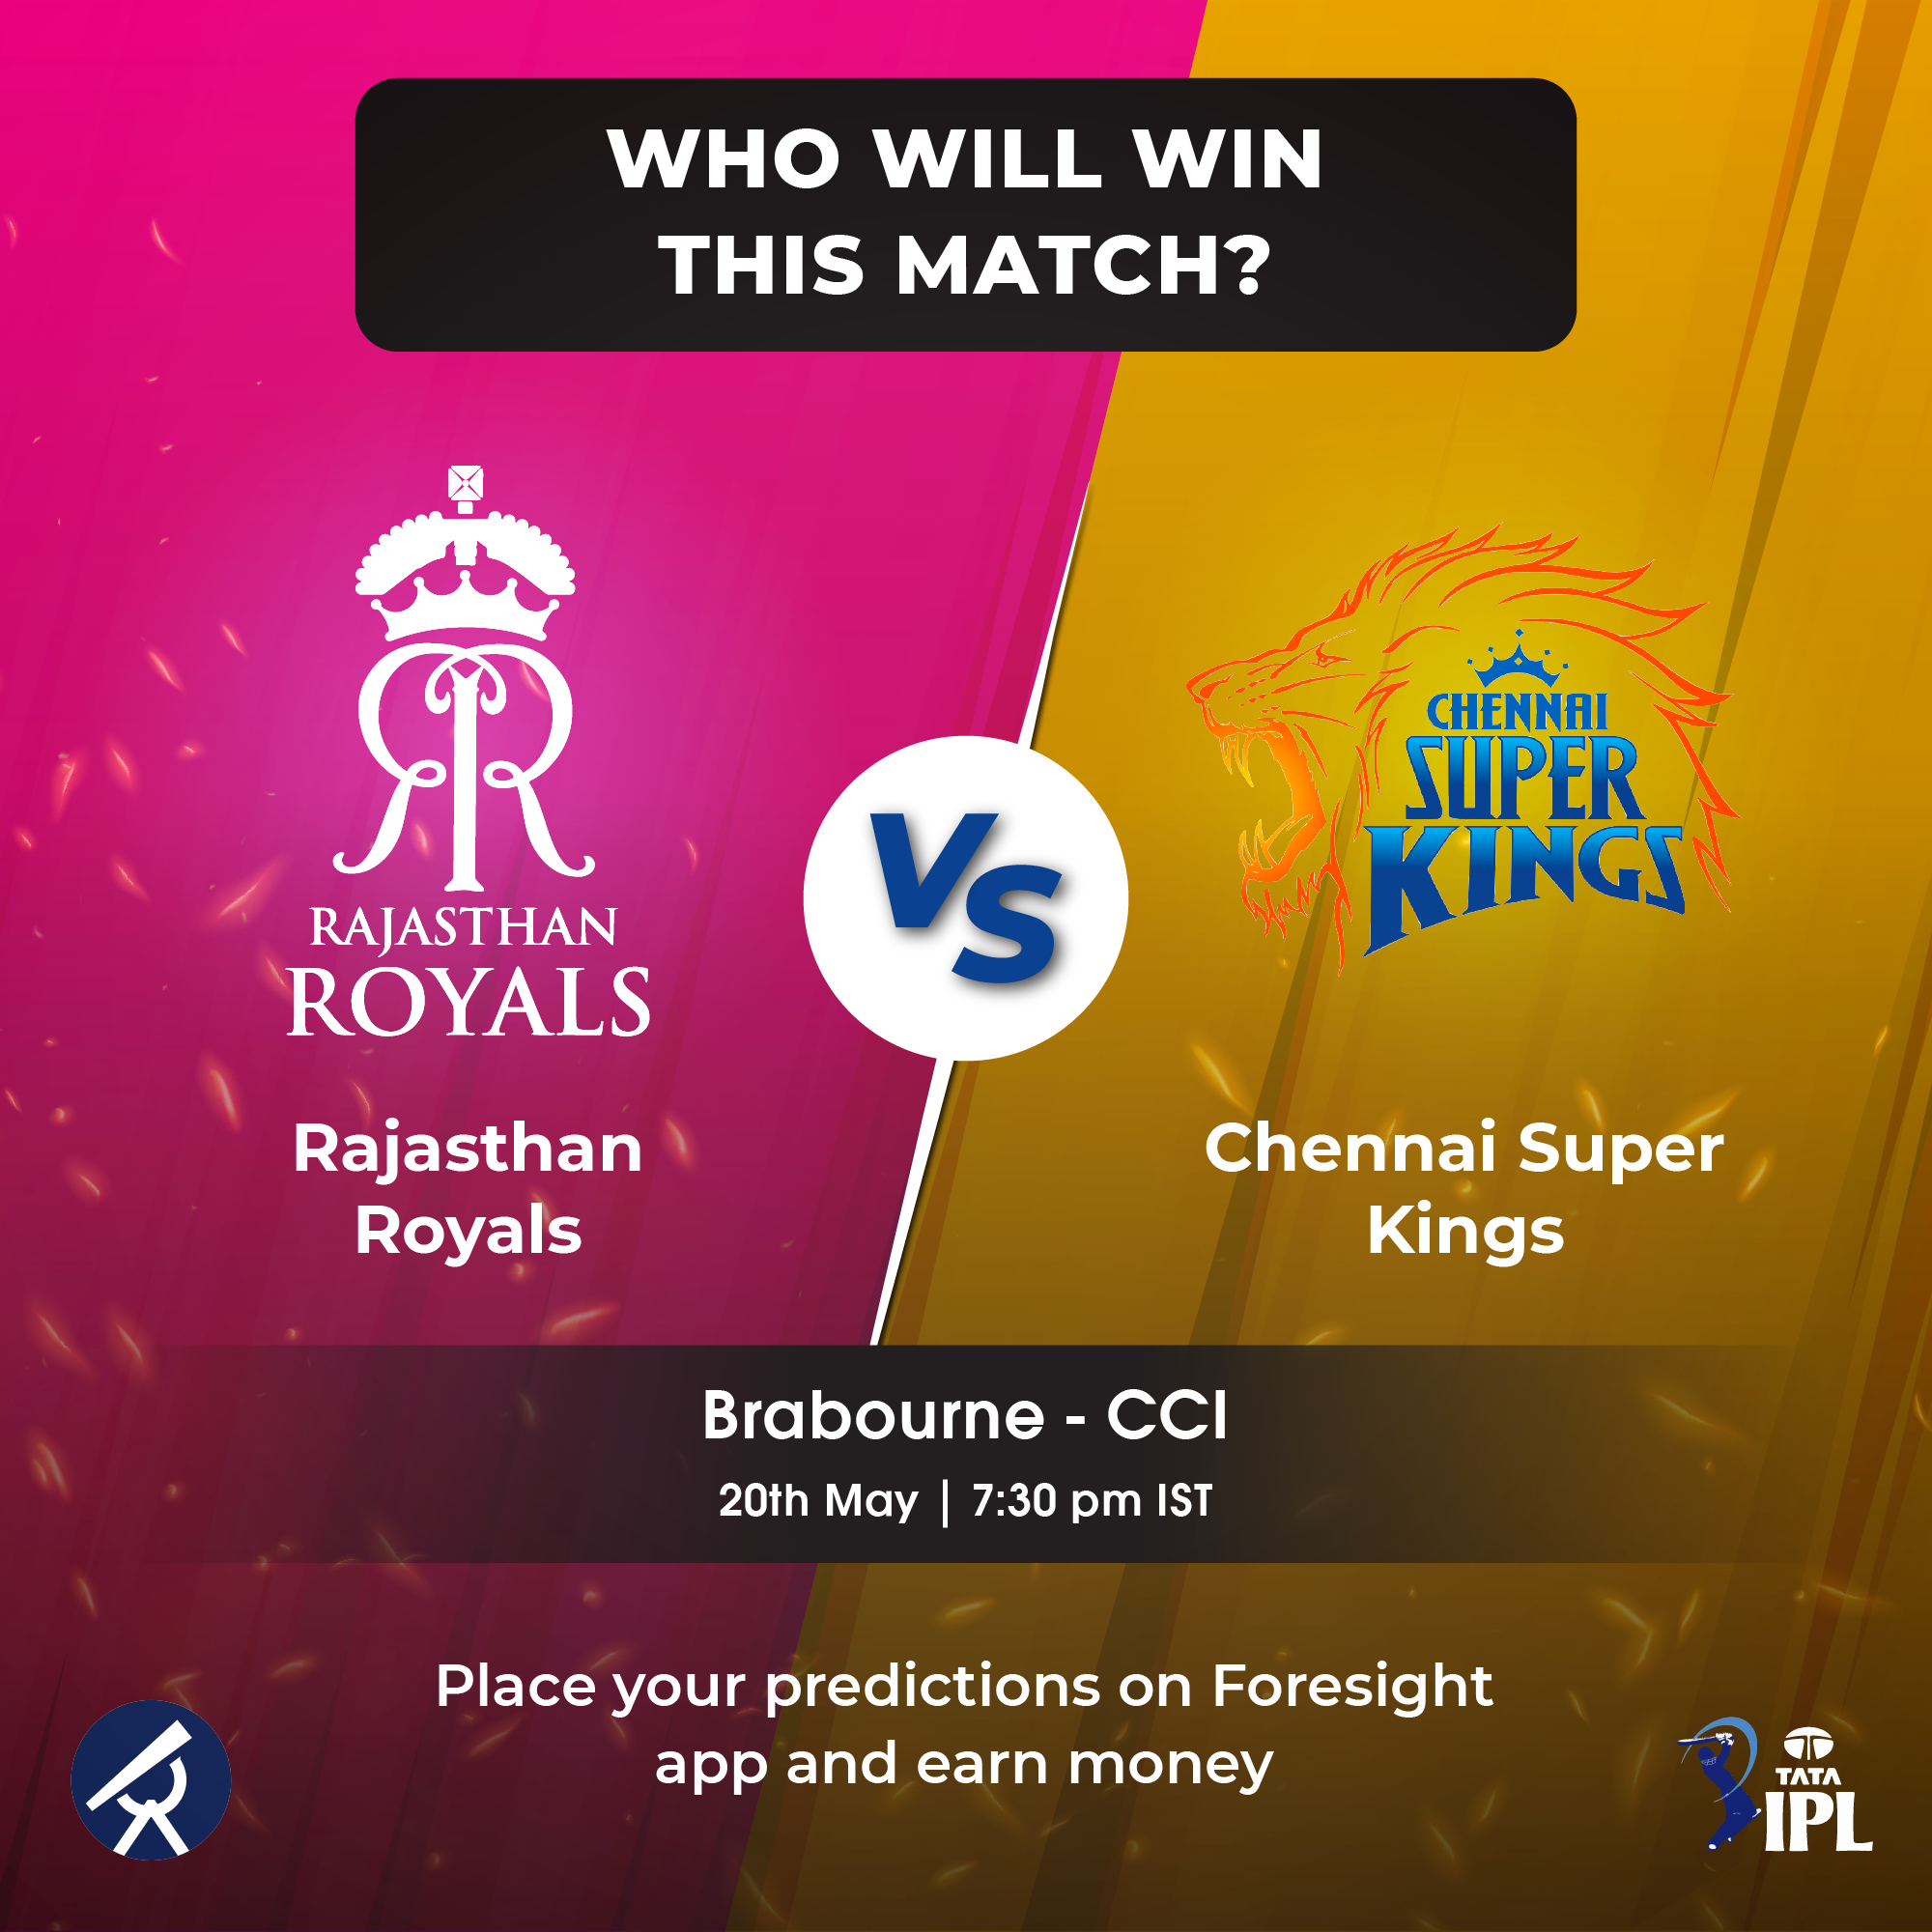 WHO WILL WIN
THIS MATCH?
RAJASTHAN
ROYALS
CHENNAI
SUPER
KINGS
VS
Rajasthan
Royals
Chennai Super
Kings
Brabourne - CCI
20th May | 7:30 pm IST
Place your predictions on Foresight
app and earn money
TATA
IPL